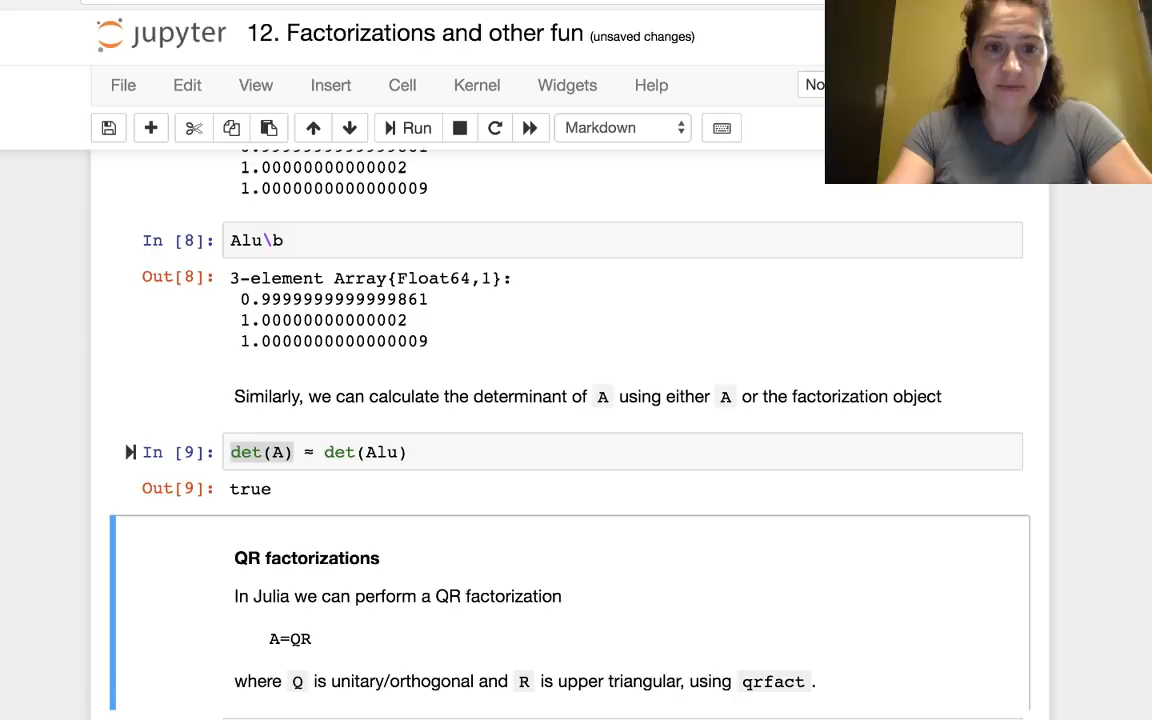 jupyter 12. Factorizations and other fun (unsaved changes)
File Edit View Insert Cell Kernel Widgets Help No
Run Markdown
1.00000000000002
1.0000000000000009
In [8]: Alu\b
Out[8]: 3-element Array{Float64,1}:
0.9999999999999861
1.00000000000002
1.0000000000000009
Similarly, we can calculate the determinant of A using either A or the factorization object
In [9]: det(A) ≈ det(Alu)
Out[9]: true
QR factorizations
In Julia we can perform a QR factorization
A=QR
where Q is unitary/orthogonal and R is upper triangular, using qrfact.